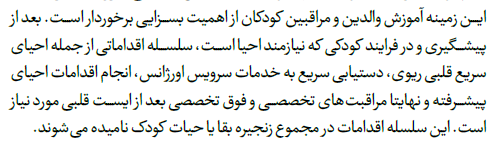 این زمینه آموزش والدین و مراقبین کودکان از اهمیت بسزایی برخوردار است. بعد از
پیشگیری و در فرایند کودکی که نیازمند احیا است، سلسله اقداماتی از جمله احیای
سریع قلبی ریوی، دستیابی سریع به خدمات سرویس اورژانس، انجام اقدامات احیای
پیشرفته و نهایتا مراقبت‌های تخصصی و فوق تخصصی بعد از ایست قلبی مورد نیاز
است. این سلسله اقدامات در مجموع زنجیره بقا یا حیات کودک نامیده می‌شوند.